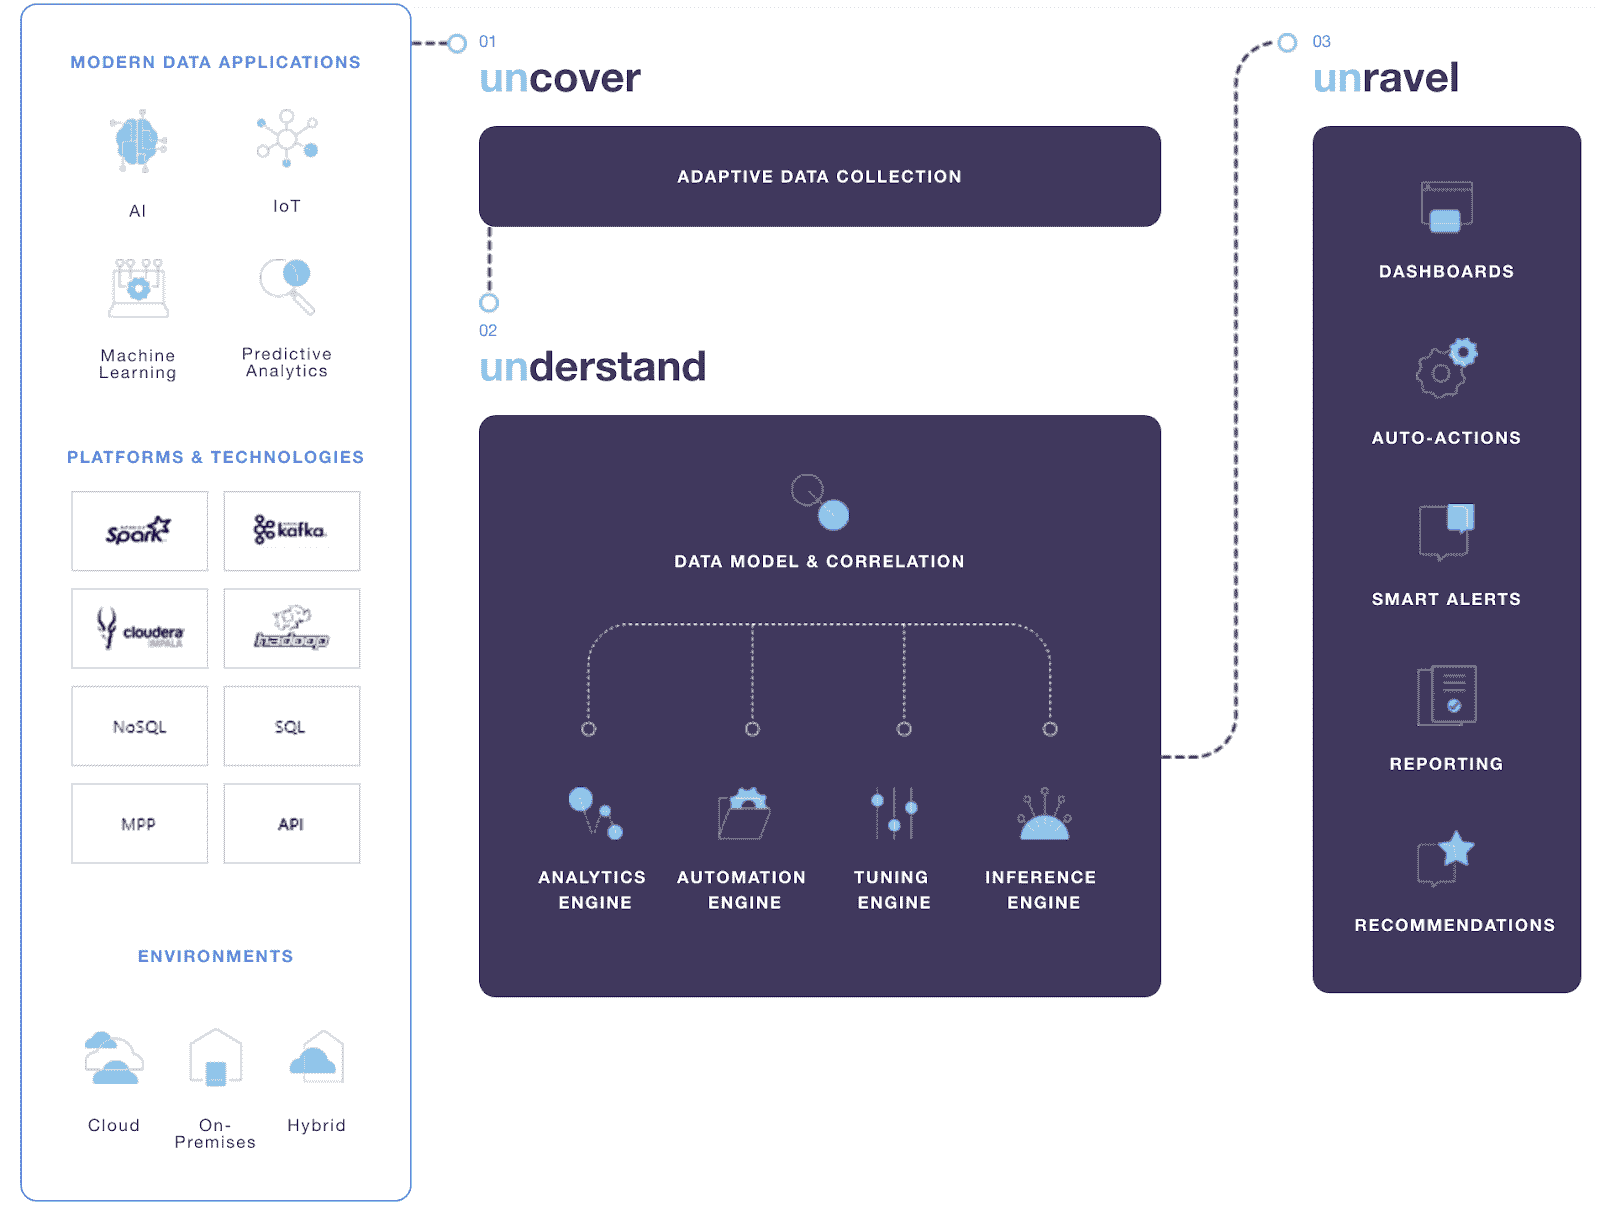 MODERN DATA APPLICATIONS
AI
IoT
Machine
Learning
Predictive
Analytics
PLATFORMS & TECHNOLOGIES
Spark
kafka
cloudera
IMPALA
hadoop
NoSQL
SQL
MPP
API
ENVIRONMENTS
Cloud
On-
Premises
Hybrid
01
uncover
ADAPTIVE DATA COLLECTION
02
understand
DATA MODEL & CORRELATION
ANALYTICS
ENGINE
AUTOMATION
ENGINE
TUNING
ENGINE
INFERENCE
ENGINE
03
unravel
DASHBOARDS
AUTO-ACTIONS
SMART ALERTS
REPORTING
RECOMMENDATIONS